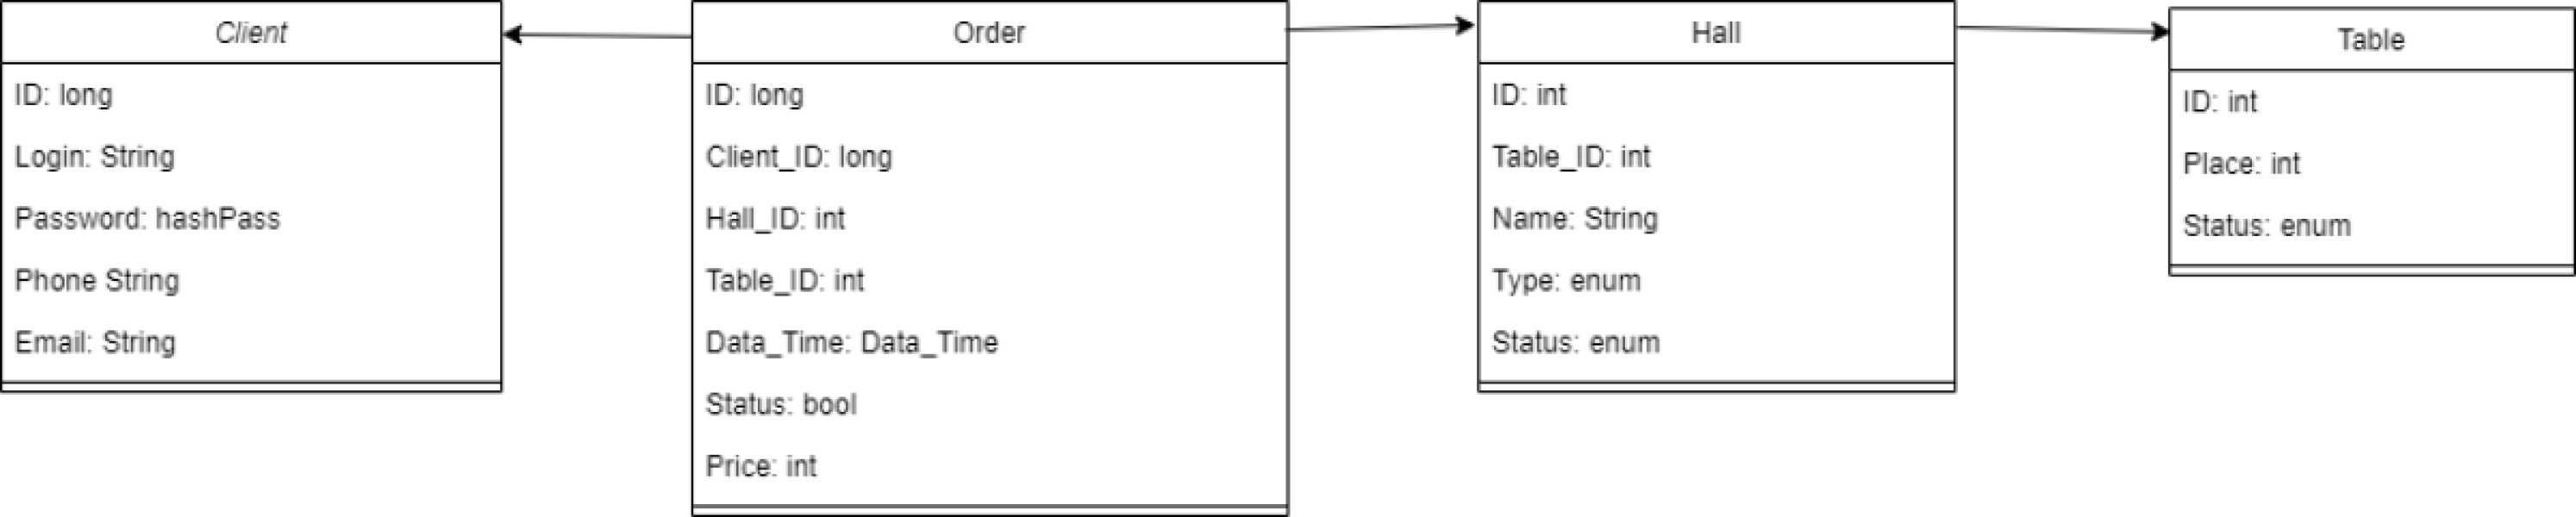 Client
ID: long
Login: String
Password: hashPass
Phone String
Email: String
Order
ID: long
Client_ID: long
Hall_ID: int
Table_ID: int
Data_Time: Data_Time
Status: bool
Price: int
Hall
ID: int
Table_ID: int
Name: String
Type: enum
Status: enum
Table
ID: int
Place: int
Status: enum